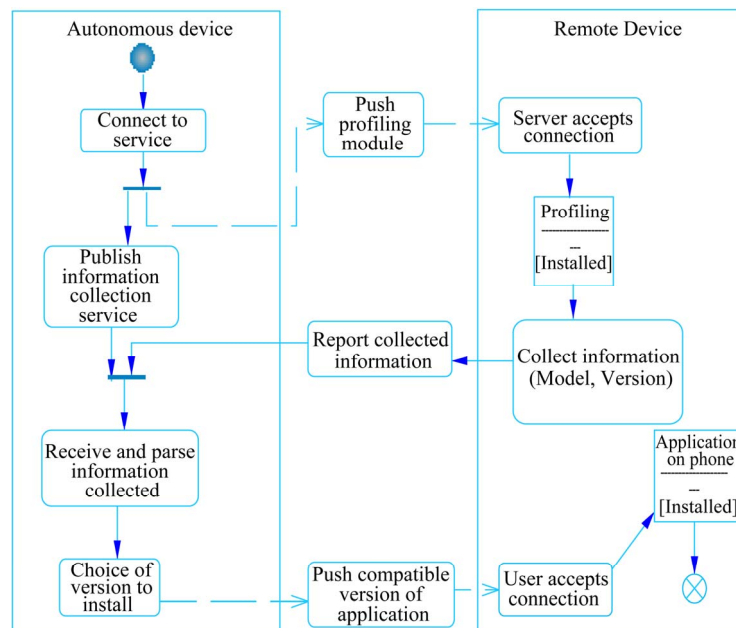 Autonomous device
Remote Device
Connect to
service
Push
profiling
module
Server accepts
connection
Profiling
[Installed]
Publish
information
collection
service
Report collected
information
Collect information
(Model, Version)
Receive and parse
information
collected
Application
on phone
[Installed]
Choice of
version to
install
Push compatible
version of
application
User accepts
connection